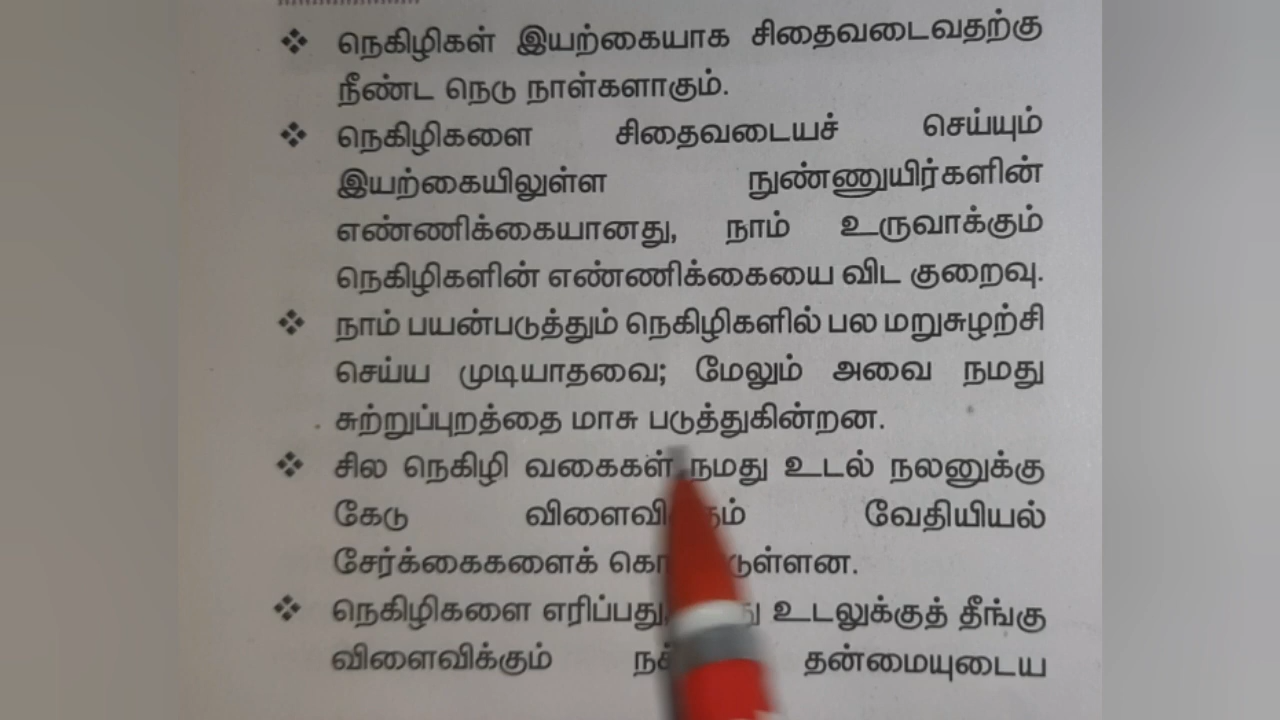 ❖ நெகிழிகள் இயற்கையாக சிதைவடைவதற்கு
நீண்ட நெடு நாள்களாகும்.
❖ நெகிழிகளை சிதைவடையச் செய்யும்
இயற்கையிலுள்ள நுண்ணுயிர்களின்
எண்ணிக்கையானது, நாம் உருவாக்கும்
நெகிழிகளின் எண்ணிக்கையை விட குறைவு.
❖ நாம் பயன்படுத்தும் நெகிழிகளில் பல மறுசுழற்சி
செய்ய முடியாதவை; மேலும் அவை நமது
சுற்றுப்புறத்தை மாசு படுத்துகின்றன.
❖ சில நெகிழி வகைகள் நமது உடல் நலனுக்கு
கேடு வேதியியல்
சேர்க்கைகளைக்
❖ நெகிழிகளை எரிப்பது, உடலுக்குத் தீங்கு
விளைவிக்கும் தன்மையுடைய